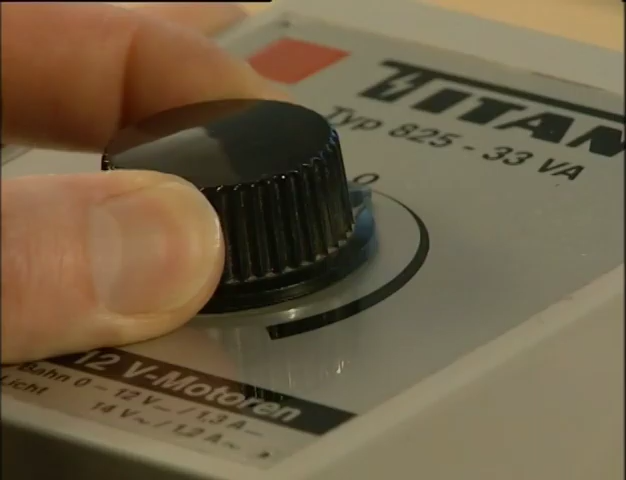 TITAN
Typ 825 - 33 VA
0
12 V-Motoren
Bahn 0 - 12 V⎓ / 1,3 A⎓
Licht 14 V~ / 1,2 A~